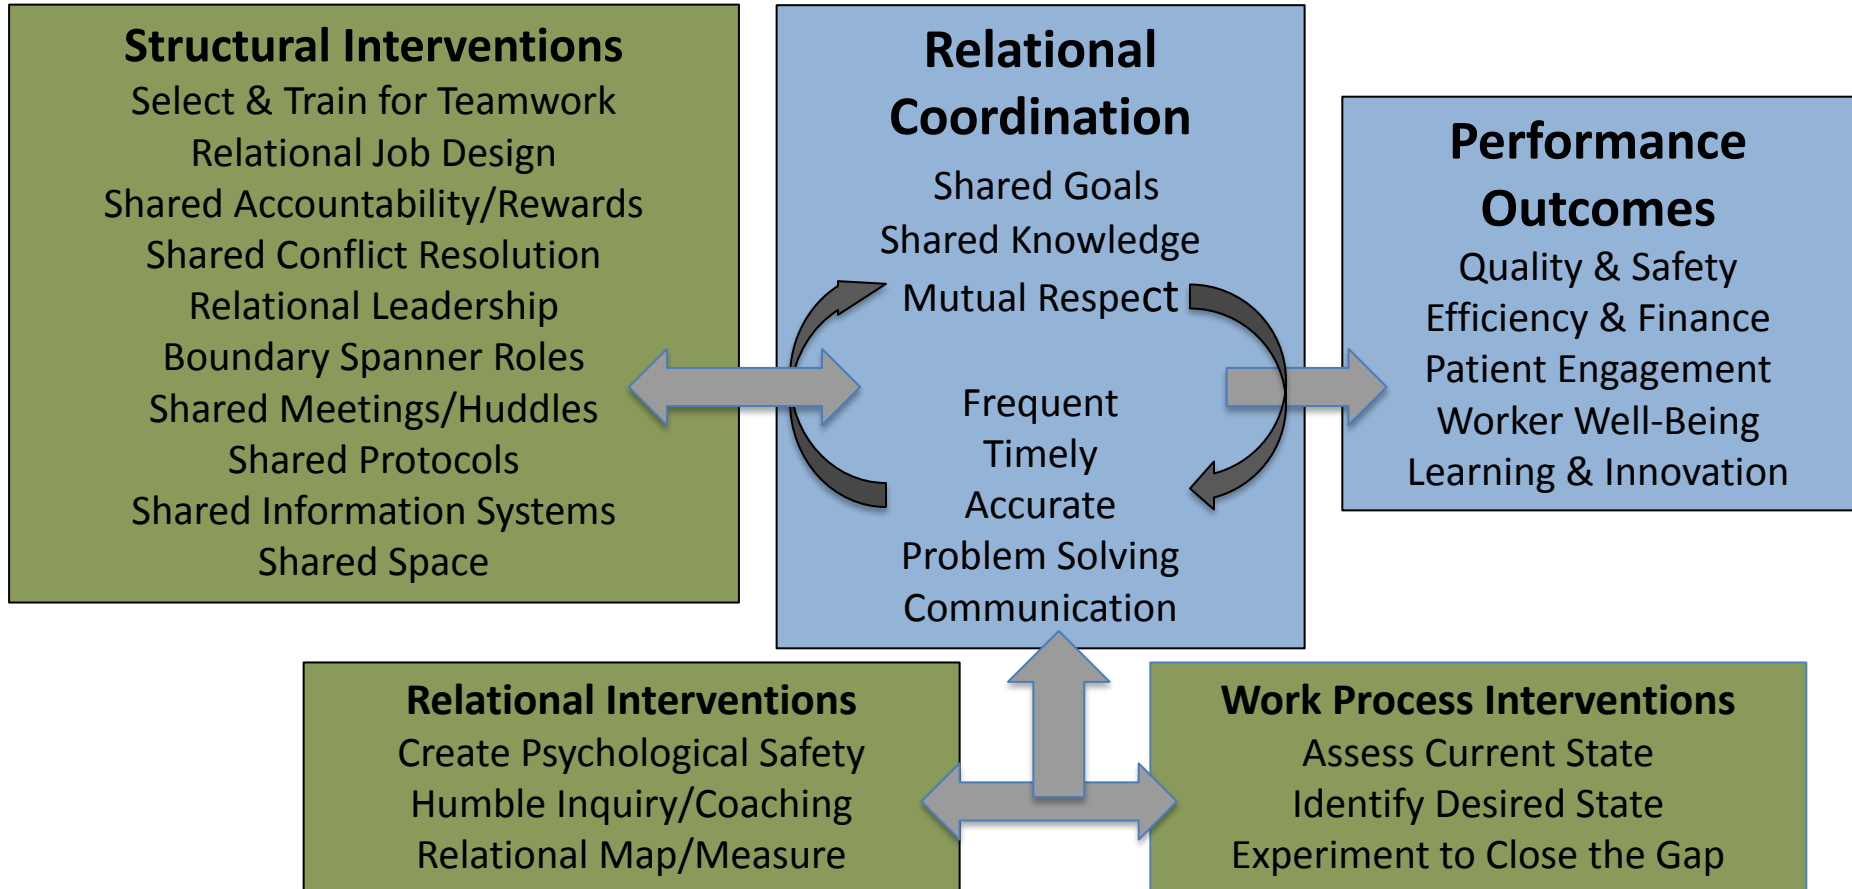 Structural Interventions
Select & Train for Teamwork
Relational Job Design
Shared Accountability/Rewards
Shared Conflict Resolution
Relational Leadership
Boundary Spanner Roles
Shared Meetings/Huddles
Shared Protocols
Shared Information Systems
Shared Space
Relational
Coordination
Shared Goals
Shared Knowledge
Mutual Respect
Frequent
Timely
Accurate
Problem Solving
Communication
Performance
Outcomes
Quality & Safety
Efficiency & Finance
Patient Engagement
Worker Well-Being
Learning & Innovation
Relational Interventions
Create Psychological Safety
Humble Inquiry/Coaching
Relational Map/Measure
Work Process Interventions
Assess Current State
Identify Desired State
Experiment to Close the Gap